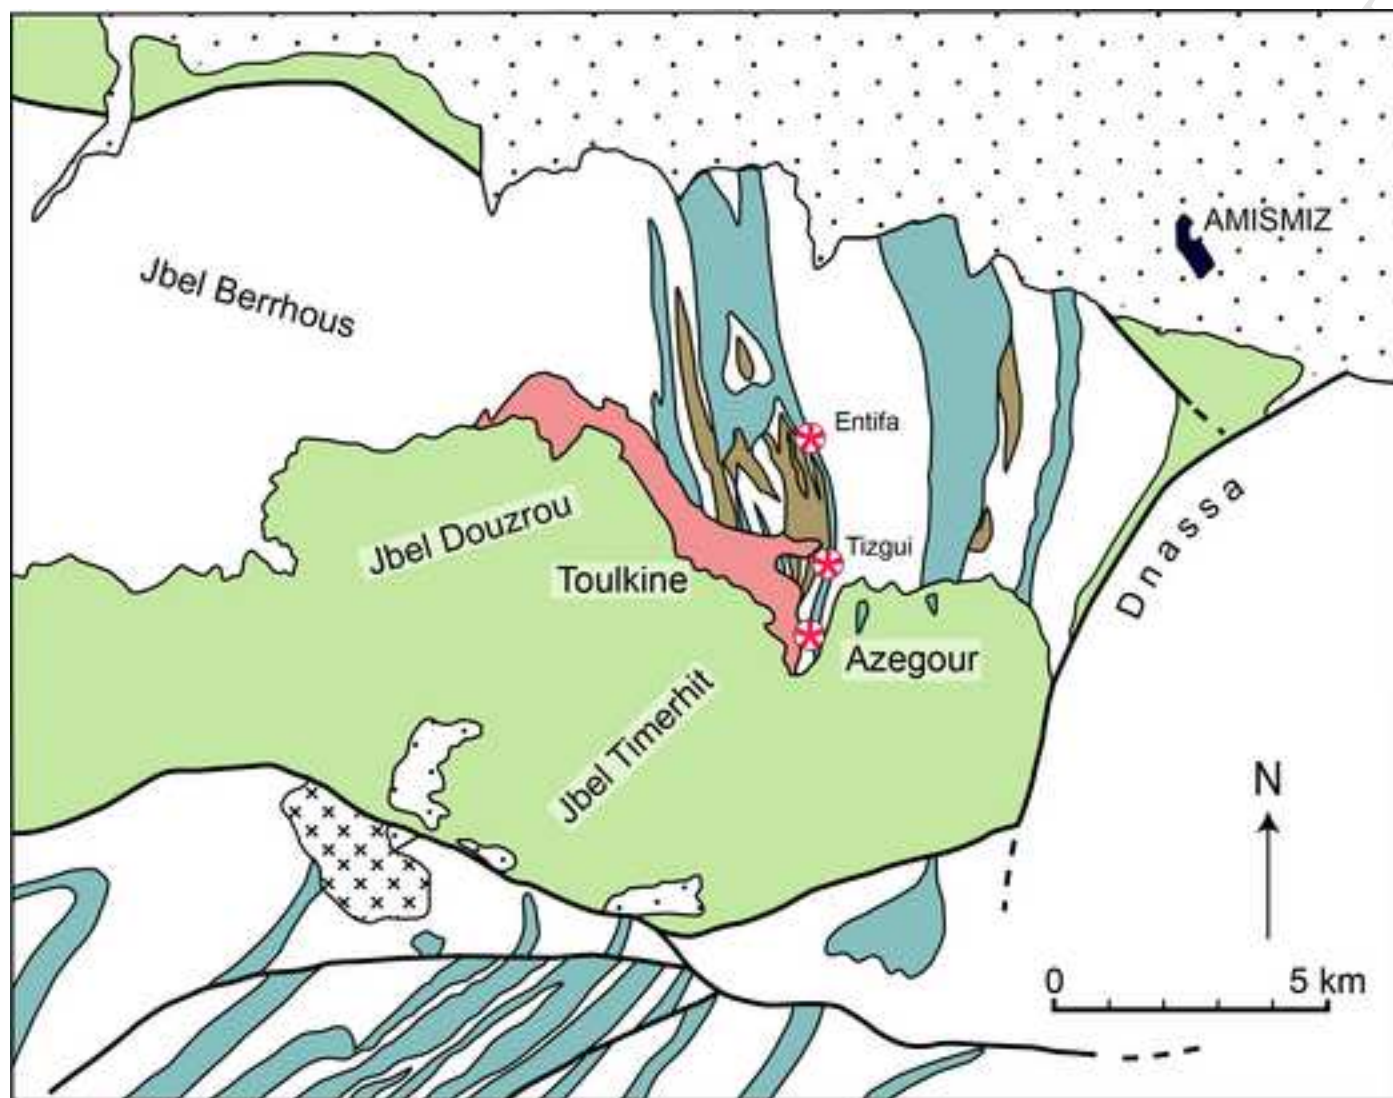 AMISMIZ
Jbel Berrhous
Entifa
Jbel Douzrou
Dnassa
Tizgui
Toulkine
Azegour
Jbel Timerhit
N
0 5 km